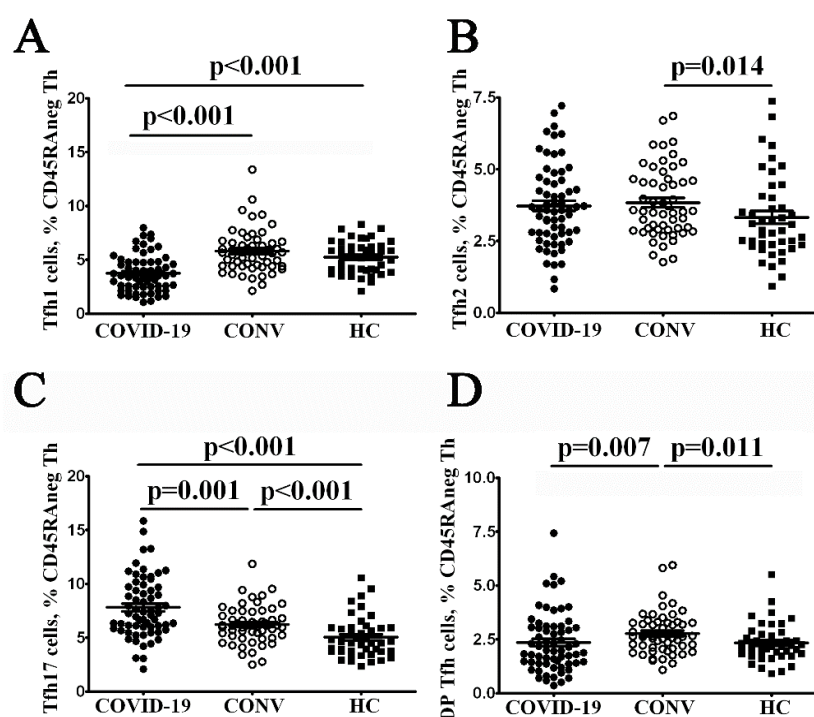 A
p<0.001
p<0.001
Tfh1 cells, % CD45RAneg Th
20
15
10
5
0
COVID-19 CONV HC
B
p=0.014
Tfh2 cells, % CD45RAneg Th
7.5
5.0
2.5
0.0
COVID-19 CONV HC
C
p<0.001
p=0.001 p<0.001
Tfh17 cells, % CD45RAneg Th
20
15
10
5
0
COVID-19 CONV HC
D
p=0.007 p=0.011
DP Tfh cells, % CD45RAneg Th
10.0
7.5
5.0
2.5
0.0
COVID-19 CONV HC